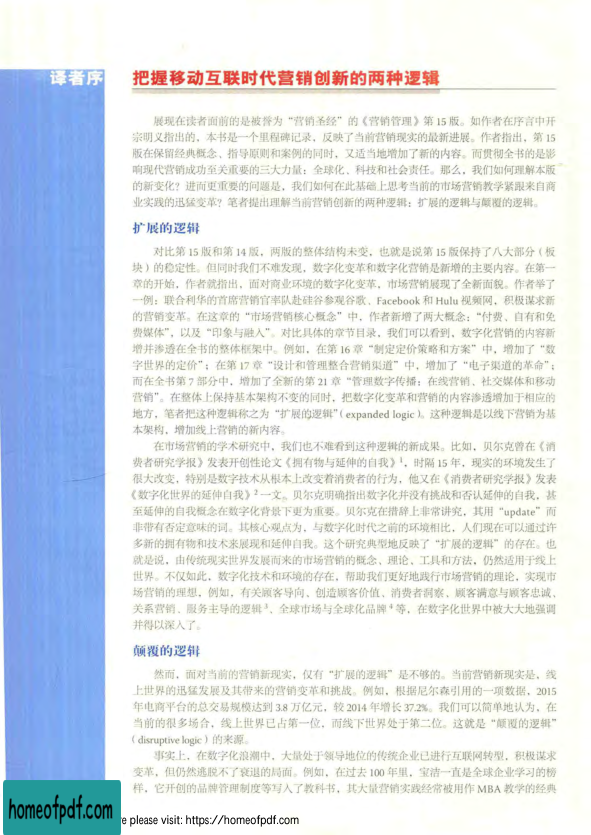 译者序
把握移动互联时代营销创新的两种逻辑
展现在读者面前的是被誉为“营销圣经”的《营销管理》第 15 版。如作者在序言中开
宗明义指出的，本书是一个里程碑记录，反映了当前营销现实的最新进展。作者指出，第 15
版在保留经典概念、指导原则和案例的同时，又适当地增加了新的内容。而贯穿全书的是影
响现代营销成功至关重要的三大力量：全球化、科技和社会责任。那么，我们如何理解本版
的新变化？进而更重要的问题是，我们如何在此基础上思考当前的市场营销教学紧跟来自商
业实践的迅猛变革？笔者提出理解当前营销创新的两种逻辑：扩展的逻辑与颠覆的逻辑。
扩展的逻辑
对比第 15 版和第 14 版，两版的整体结构未变，也就是说第 15 版保持了八大部分（板
块）的稳定性。但同时我们不难发现，数字化变革和数字化营销是新增的主要内容。在第一
章的开始，作者就指出，面对商业环境的数字化变革，市场营销展现了全新面貌。作者举了
一例：联合利华的首席营销官率队赴硅谷参观谷歌、Facebook 和 Hulu 视频网，积极谋求新
的营销变革。在这章的“市场营销核心概念”中，作者新增了两大概念：“付费、自有和免
费媒体”，以及“印象与融入”。对比具体的章节目录，我们可以看到，数字化营销的内容新
增并渗透在全书的整体框架中。例如，在第 16 章“制定定价策略和方案”中，增加了“数
字世界的定价”；在第 17 章“设计和管理整合营销渠道”中，增加了“电子渠道的革命”；
而在全书第 7 部分中，增加了全新的第 21 章“管理数字传播：在线营销、社交媒体和移动
营销”。在整体上保持基本架构不变的同时，把数字化变革和营销的内容渗透增加于相应的
地方，笔者把这种逻辑称之为“扩展的逻辑”（expanded logic）。这种逻辑是以线下营销为基
本架构，增加线上营销的新内容。
在市场营销的学术研究中，我们也不难看到这种逻辑的新成果。比如，贝尔克曾在《消
费者研究学报》发表开创性论文《拥有物与延伸的自我》1，时隔 15 年，现实的环境发生了
很大改变，特别是数字技术从根本上改变着消费者的行为，他又在《消费者研究学报》发表
《数字化世界的延伸自我》2 一文。贝尔克明确指出数字化并没有挑战和否认延伸的自我，甚
至延伸的自我概念在数字化背景下更为重要。贝尔克在措辞上非常讲究，其用“update”而
非带有否定意味的词。其核心观点为，与数字化时代之前的环境相比，人们现在可以通过许
多新的拥有物和技术来展现和延伸自我。这个研究典型地反映了“扩展的逻辑”的存在。也
就是说，由传统现实世界发展而来的市场营销的概念、理论、工具和方法，仍然适用于线上
世界。不仅如此，数字化技术和环境的存在，帮助我们更好地践行市场营销的理论，实现市
场营销的理想，例如，有关顾客导向、创造顾客价值、消费者洞察、顾客满意与顾客忠诚、
关系营销、服务主导的逻辑3、全球市场与全球化品牌4 等，在数字化世界中被大大地强调
并得以深入了。
颠覆的逻辑
然而，面对当前的营销新现实，仅有“扩展的逻辑”是不够的。当前营销新现实是，线
上世界的迅猛发展及其带来的营销变革和挑战。例如，根据尼尔森引用的一项数据，2015
年电商平台的总交易规模达到 3.8 万亿元，较 2014 年增长 37.2%。我们可以简单地认为，在
当前的很多场合，线上世界已占第一位，而线下世界处于第二位。这就是“颠覆的逻辑”
（disruptive logic）的来源。
事实上，在数字化浪潮中，大量处于领导地位的传统企业已进行互联网转型，积极谋求
变革，但仍然逃脱不了衰退的局面。例如，在过去 100 年里，宝洁一直是全球企业学习的榜
样，它开创的品牌管理制度等写入了教科书，其大量营销实践经常被用作 MBA 教学的经典
homeofpdf.com
re please visit: https://homeofpdf.com